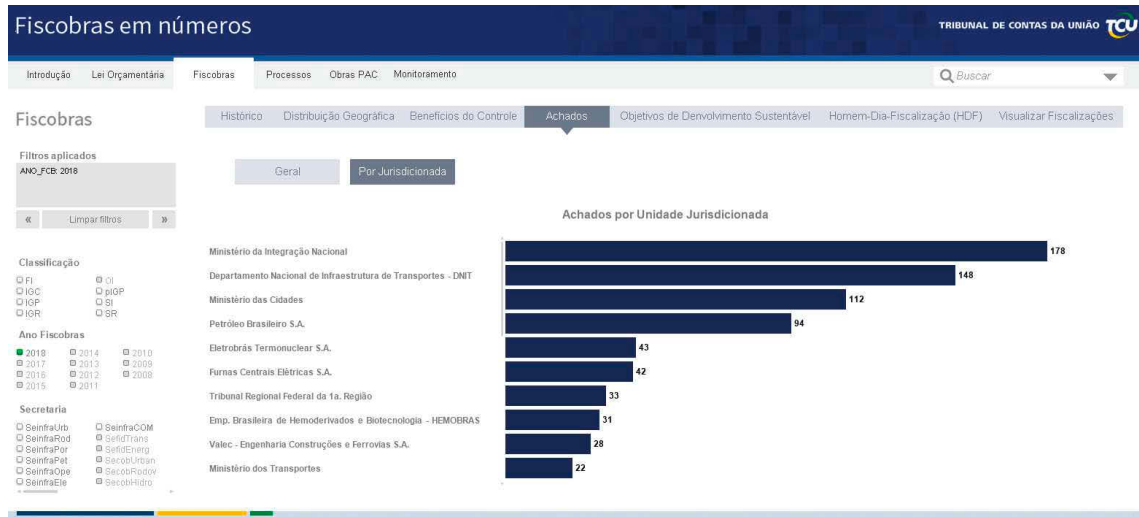 Fiscobras em números
TRIBUNAL DE CONTAS DA UNIÃO TCU
Introdução Lei Orçamentária Fiscobras Processos Obras PAC Monitoramento
Buscar
Fiscobras
Histórico Distribuição Geográfica Benefícios do Controle Achados Objetivos de Denvolvimento Sustentável Homem-Dia-Fiscalização (HDF) Visualizar Fiscalizações
Filtros aplicados
ANO_FCB: 2018
« Limpar filtros »
Geral Por Jurisdicionada
Achados por Unidade Jurisdicionada
Ministério da Integração Nacional 178
Departamento Nacional de Infraestrutura de Transportes - DNIT 148
Ministério das Cidades 112
Petróleo Brasileiro S.A. 94
Eletrobrás Termonuclear S.A. 43
Furnas Centrais Elétricas S.A. 42
Tribunal Regional Federal da 1a. Região 33
Emp. Brasileira de Hemoderivados e Biotecnologia - HEMOBRAS 31
Valec - Engenharia Construções e Ferrovias S.A. 28
Ministério dos Transportes 22
Classificação
FI OI
IGC pIGP
IGP SI
IGR SR
Ano Fiscobras
2018 2014 2010
2017 2013 2009
2016 2012 2008
2015 2011
Secretaria
SeinfraUrb SeinfraCOM
SeinfraRod SefidTrans
SeinfraPor SefidEnerg
SeinfraPet SecobUrban
SeinfraOpe SecobRodov
SeinfraEle SecobHidro